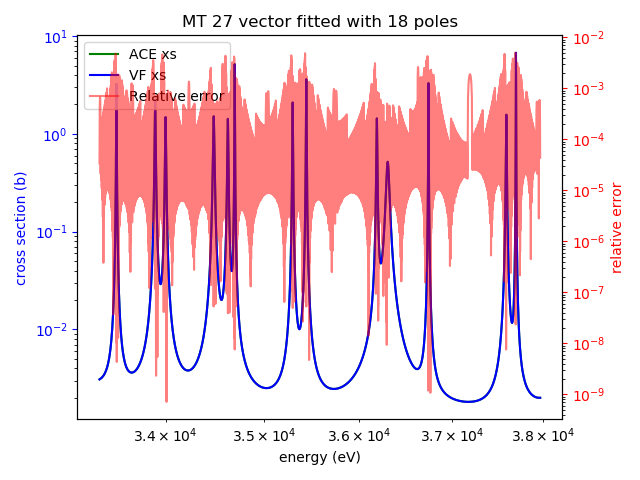 MT 27 vector fitted with 18 poles
ACE xs
VF xs
Relative error
cross section (b)
10¹
10⁰
10⁻¹
10⁻²
10⁻²
10⁻³
10⁻⁴
10⁻⁵
10⁻⁶
10⁻⁷
10⁻⁸
10⁻⁹
relative error
3.4 × 10⁴ 3.5 × 10⁴ 3.6 × 10⁴ 3.7 × 10⁴ 3.8 × 10⁴
energy (eV)